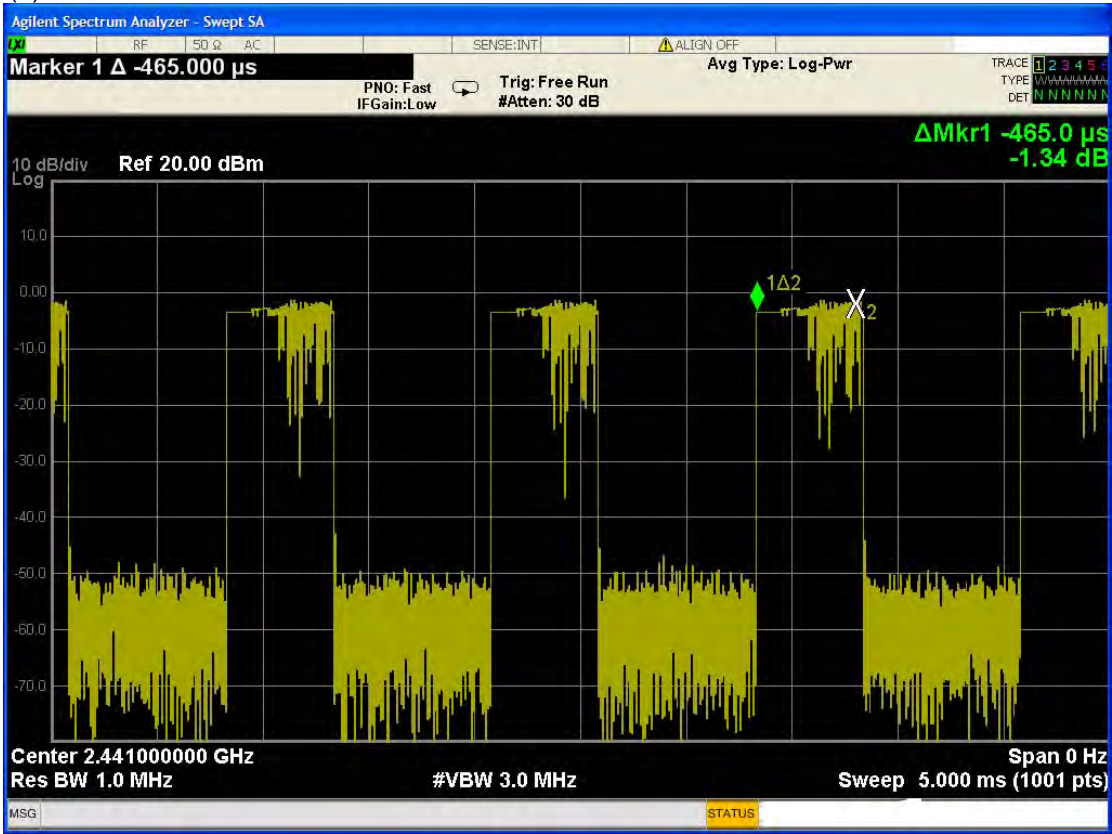 Agilent Spectrum Analyzer - Swept SA
LXI RF 50 Ω AC SENSE:INT ALIGN OFF
Marker 1 Δ -465.000 µs
PNO: Fast
IFGain:Low
Trig: Free Run
#Atten: 30 dB
Avg Type: Log-Pwr
TRACE 1 2 3 4 5 6
TYPE
DET N N N N N N
ΔMkr1 -465.0 µs
-1.34 dB
10 dB/div Ref 20.00 dBm
Log
10.0
0.00
1Δ2
2
-10.0
-20.0
-30.0
-40.0
-50.0
-60.0
-70.0
Center 2.441000000 GHz Span 0 Hz
Res BW 1.0 MHz #VBW 3.0 MHz Sweep 5.000 ms (1001 pts)
MSG STATUS